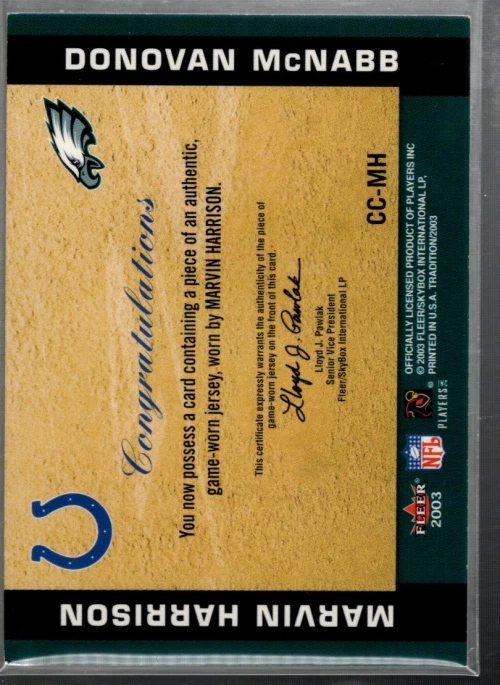 DONOVAN McNABB
Congratulations
You now possess a card containing a piece of an authentic,
game-worn jersey, worn by MARVIN HARRISON.
This certificate expressly warrants the authenticity of the piece of
game-worn jersey on the front of this card.
Lloyd J. Pawlak
Lloyd J. Pawlak
Senior Vice President
Fleer/SkyBox International LP
CC-MH
MARVIN HARRISON
FLEER®
2003
NFL
PLAYERS INC
®
OFFICIALLY LICENSED PRODUCT OF PLAYERS INC
© 2003 FLEER/SKYBOX INTERNATIONAL LP.
PRINTED IN U.S.A. TRADITION/2003